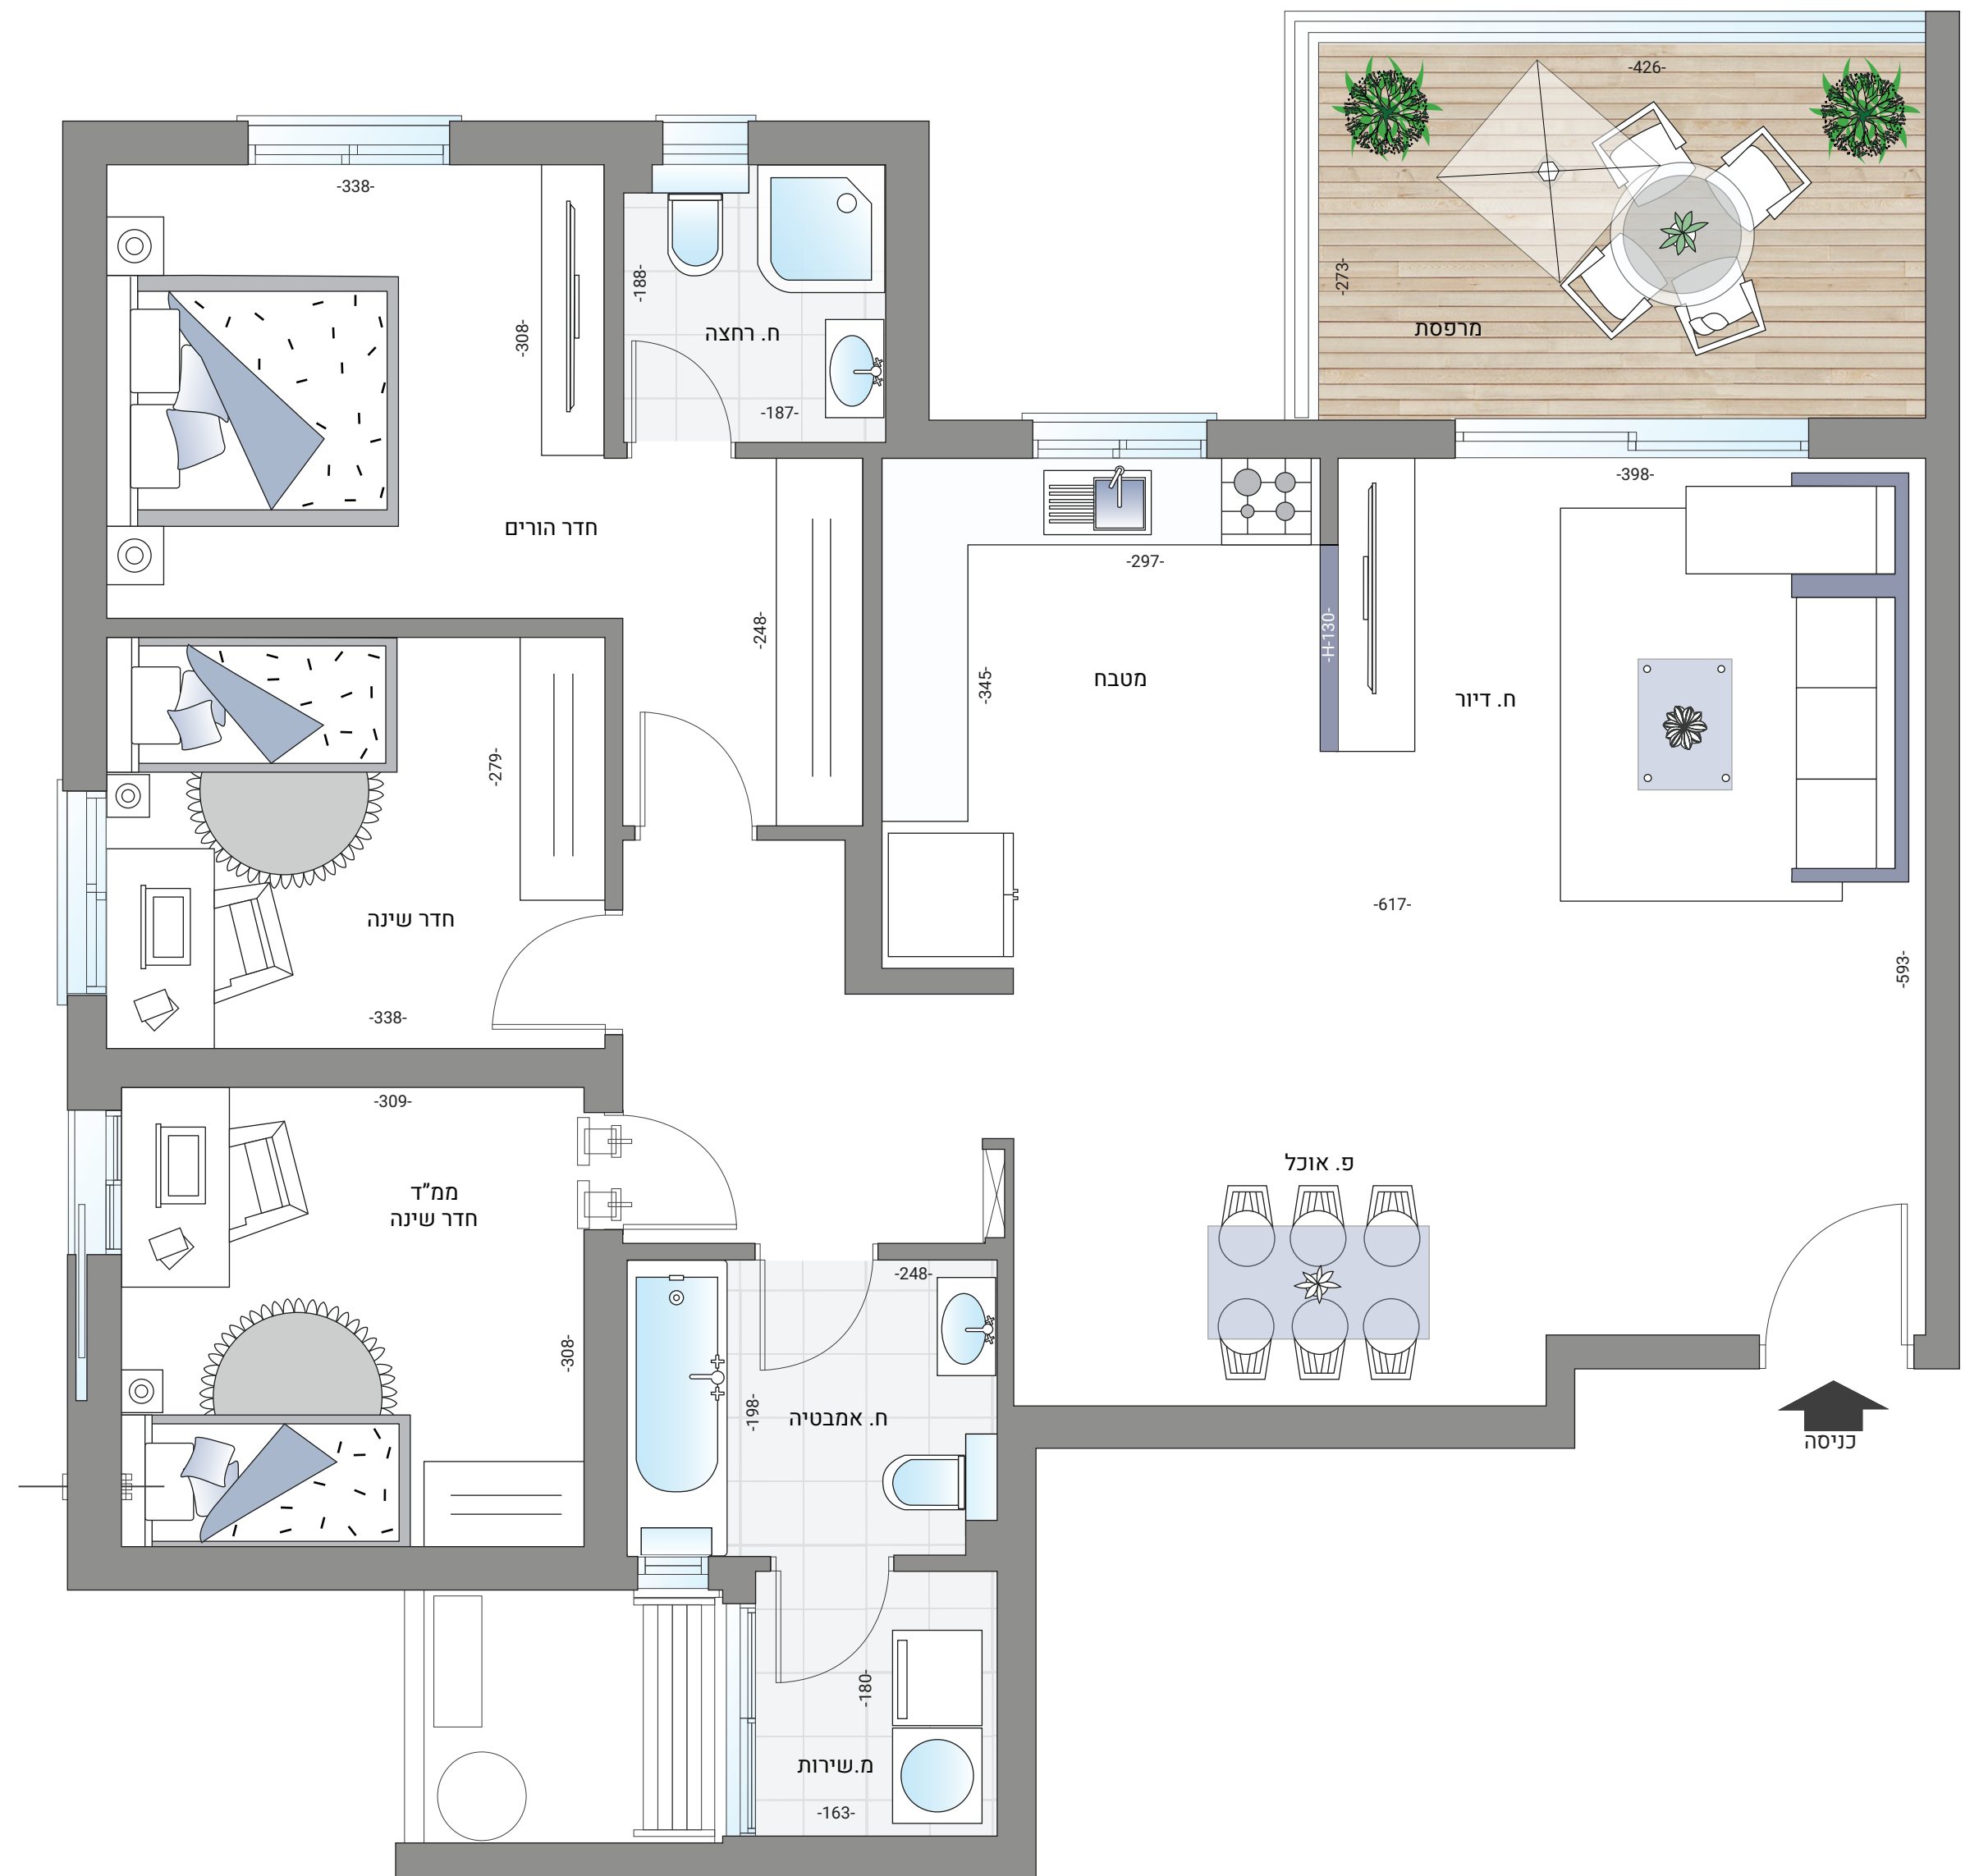 -426-
-273-
מרפסת
-338-
-308-
-188-
ח. רחצה
-187-
חדר הורים
-248-
-297-
-345-
מטבח
-H-130-
-398-
ח. דיור
-617-
-593-
-279-
חדר שינה
-338-
-309-
ממ"ד
חדר שינה
-308-
פ. אוכל
כניסה
-248-
-198-
ח. אמבטיה
-180-
מ.שירות
-163-